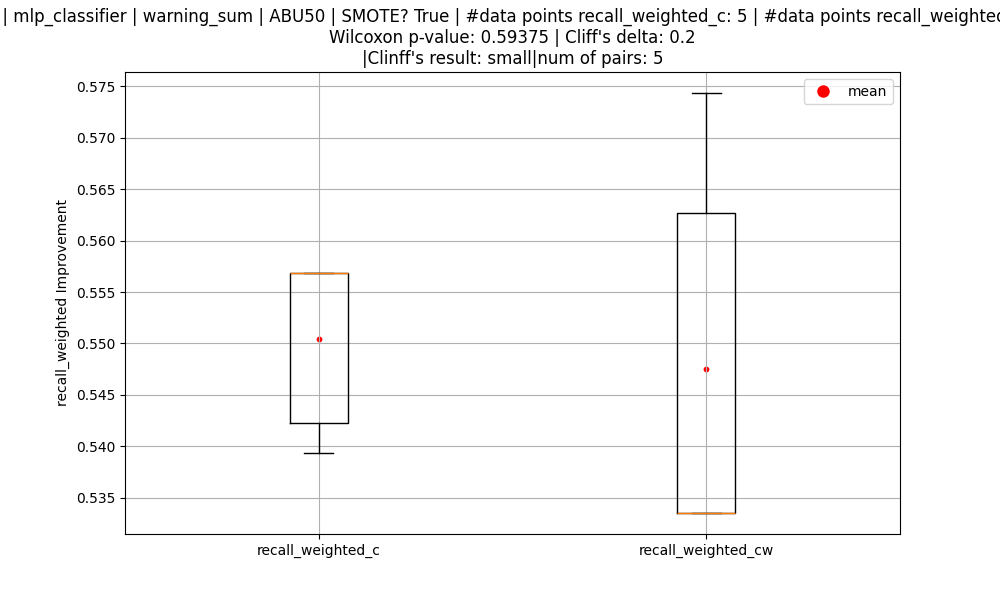 | mlp_classifier | warning_sum | ABU50 | SMOTE? True | #data points recall_weighted_c: 5 | #data points
Wilcoxon p-value: 0.59375 | Cliff's delta: 0.2
|Clinff's result: small|num of pairs: 5
mean
0.575
0.570
0.565
0.560
0.555
0.550
0.545
0.540
0.535
recall_weighted Improvement
recall_weighted_c
recall_weighted_cw